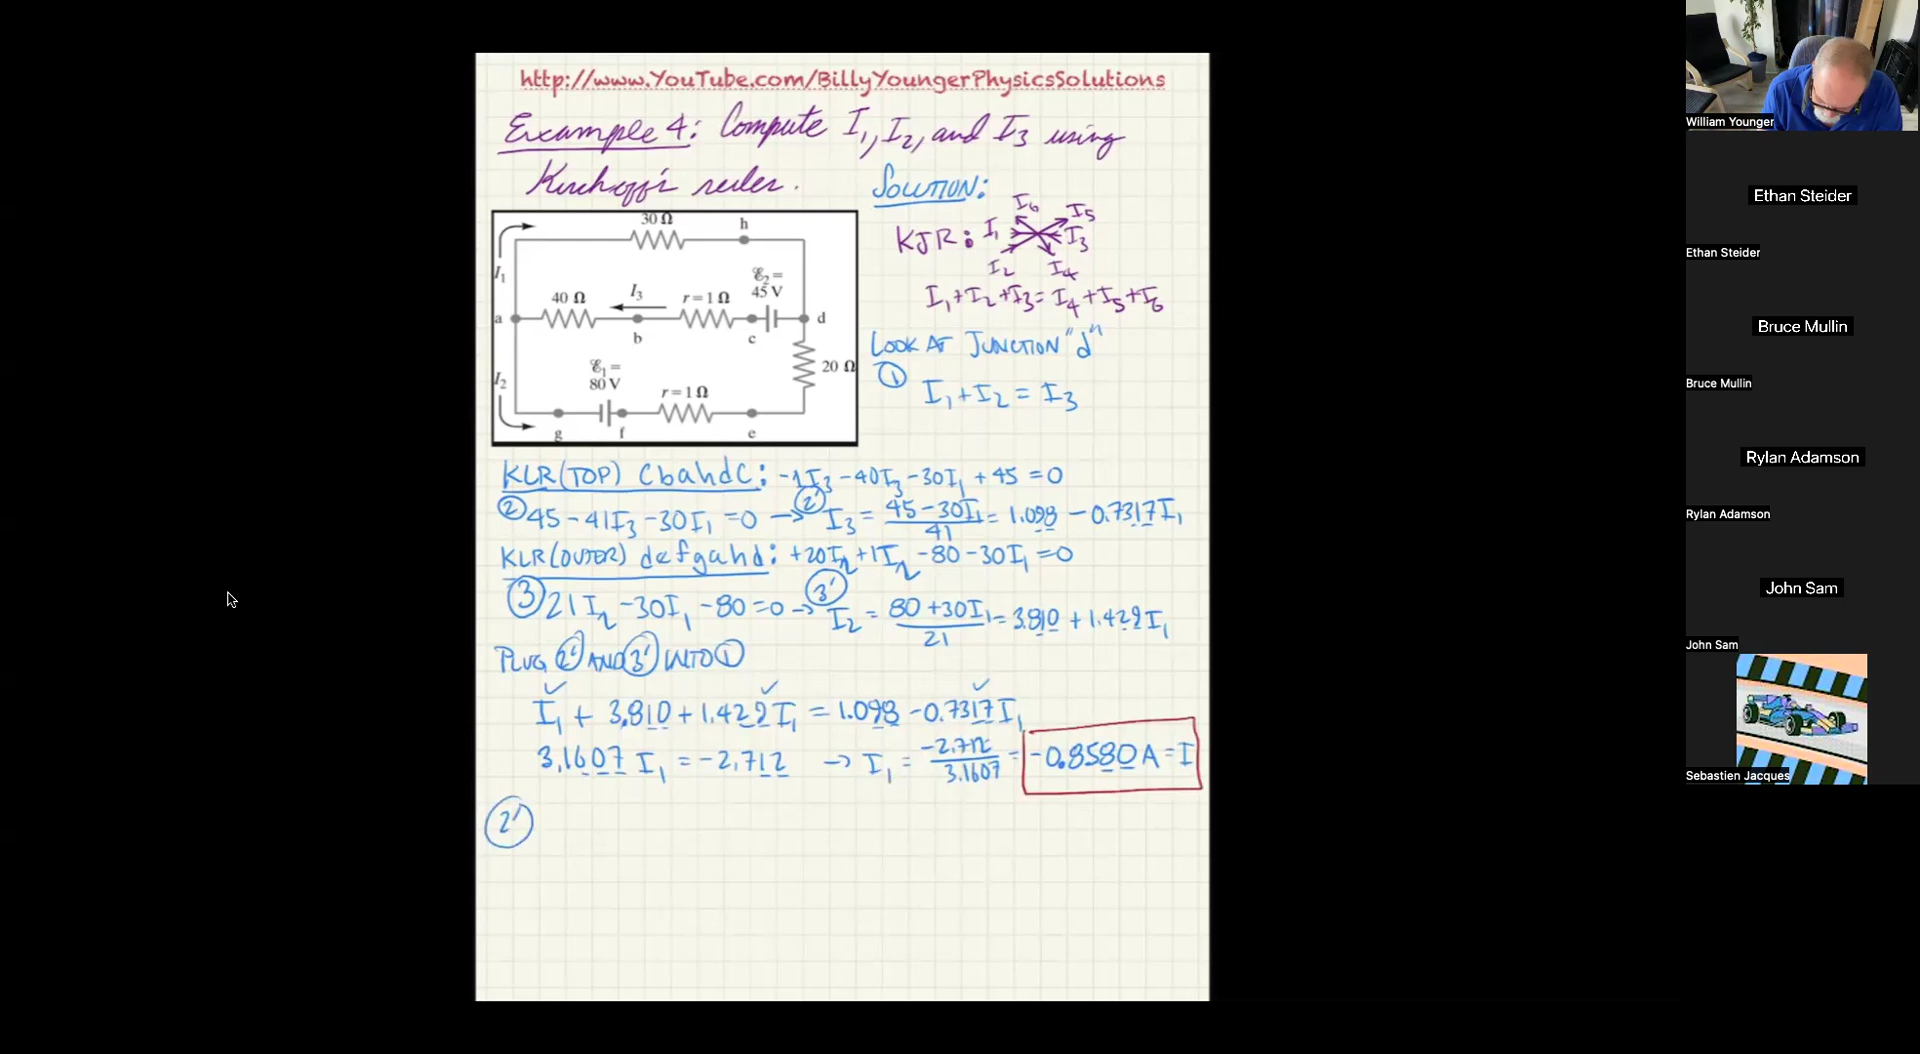 http://www.YouTube.com/BillyYoungerPhysicsSolutions
Example 4: Compute I1, I2, and I3 using
Kirchoff's rules.
Solution:
30 Ω
h
I1
ℰ2 =
45 V
40 Ω
I3
r = 1 Ω
a
b
c
d
20 Ω
I2
ℰ1 =
80 V
r = 1 Ω
g
f
e
KJR: I1 I2 I3 I4 I5 I6
I1+I2+I3=I4+I5+I6
LOOK AT JUNCTION "d"
① I1+I2 = I3
KLR(TOP) CbahdC: -1I3 -40I3 -30I1 +45 =0
② 45-41I3-30I1=0 → ②' I3 = 45-30I1/41 = 1.098 -0.7317I1
KLR(OUTER) defgahd: +20I2+1I2-80-30I1=0
③ 21I2-30I1-80=0 → ③' I2 = 80+30I1/21 = 3.810 + 1.429I1
PLUG ②' AND ③' INTO ①
I1 + 3.810 + 1.429I1 = 1.098 -0.7317I1
3.1607 I1 = -2.712 → I1 = -2.712/3.1607 = -0.8580A=I
②'
William Younger
Ethan Steider
Ethan Steider
Bruce Mullin
Bruce Mullin
Rylan Adamson
Rylan Adamson
John Sam
John Sam
Sebastien Jacques